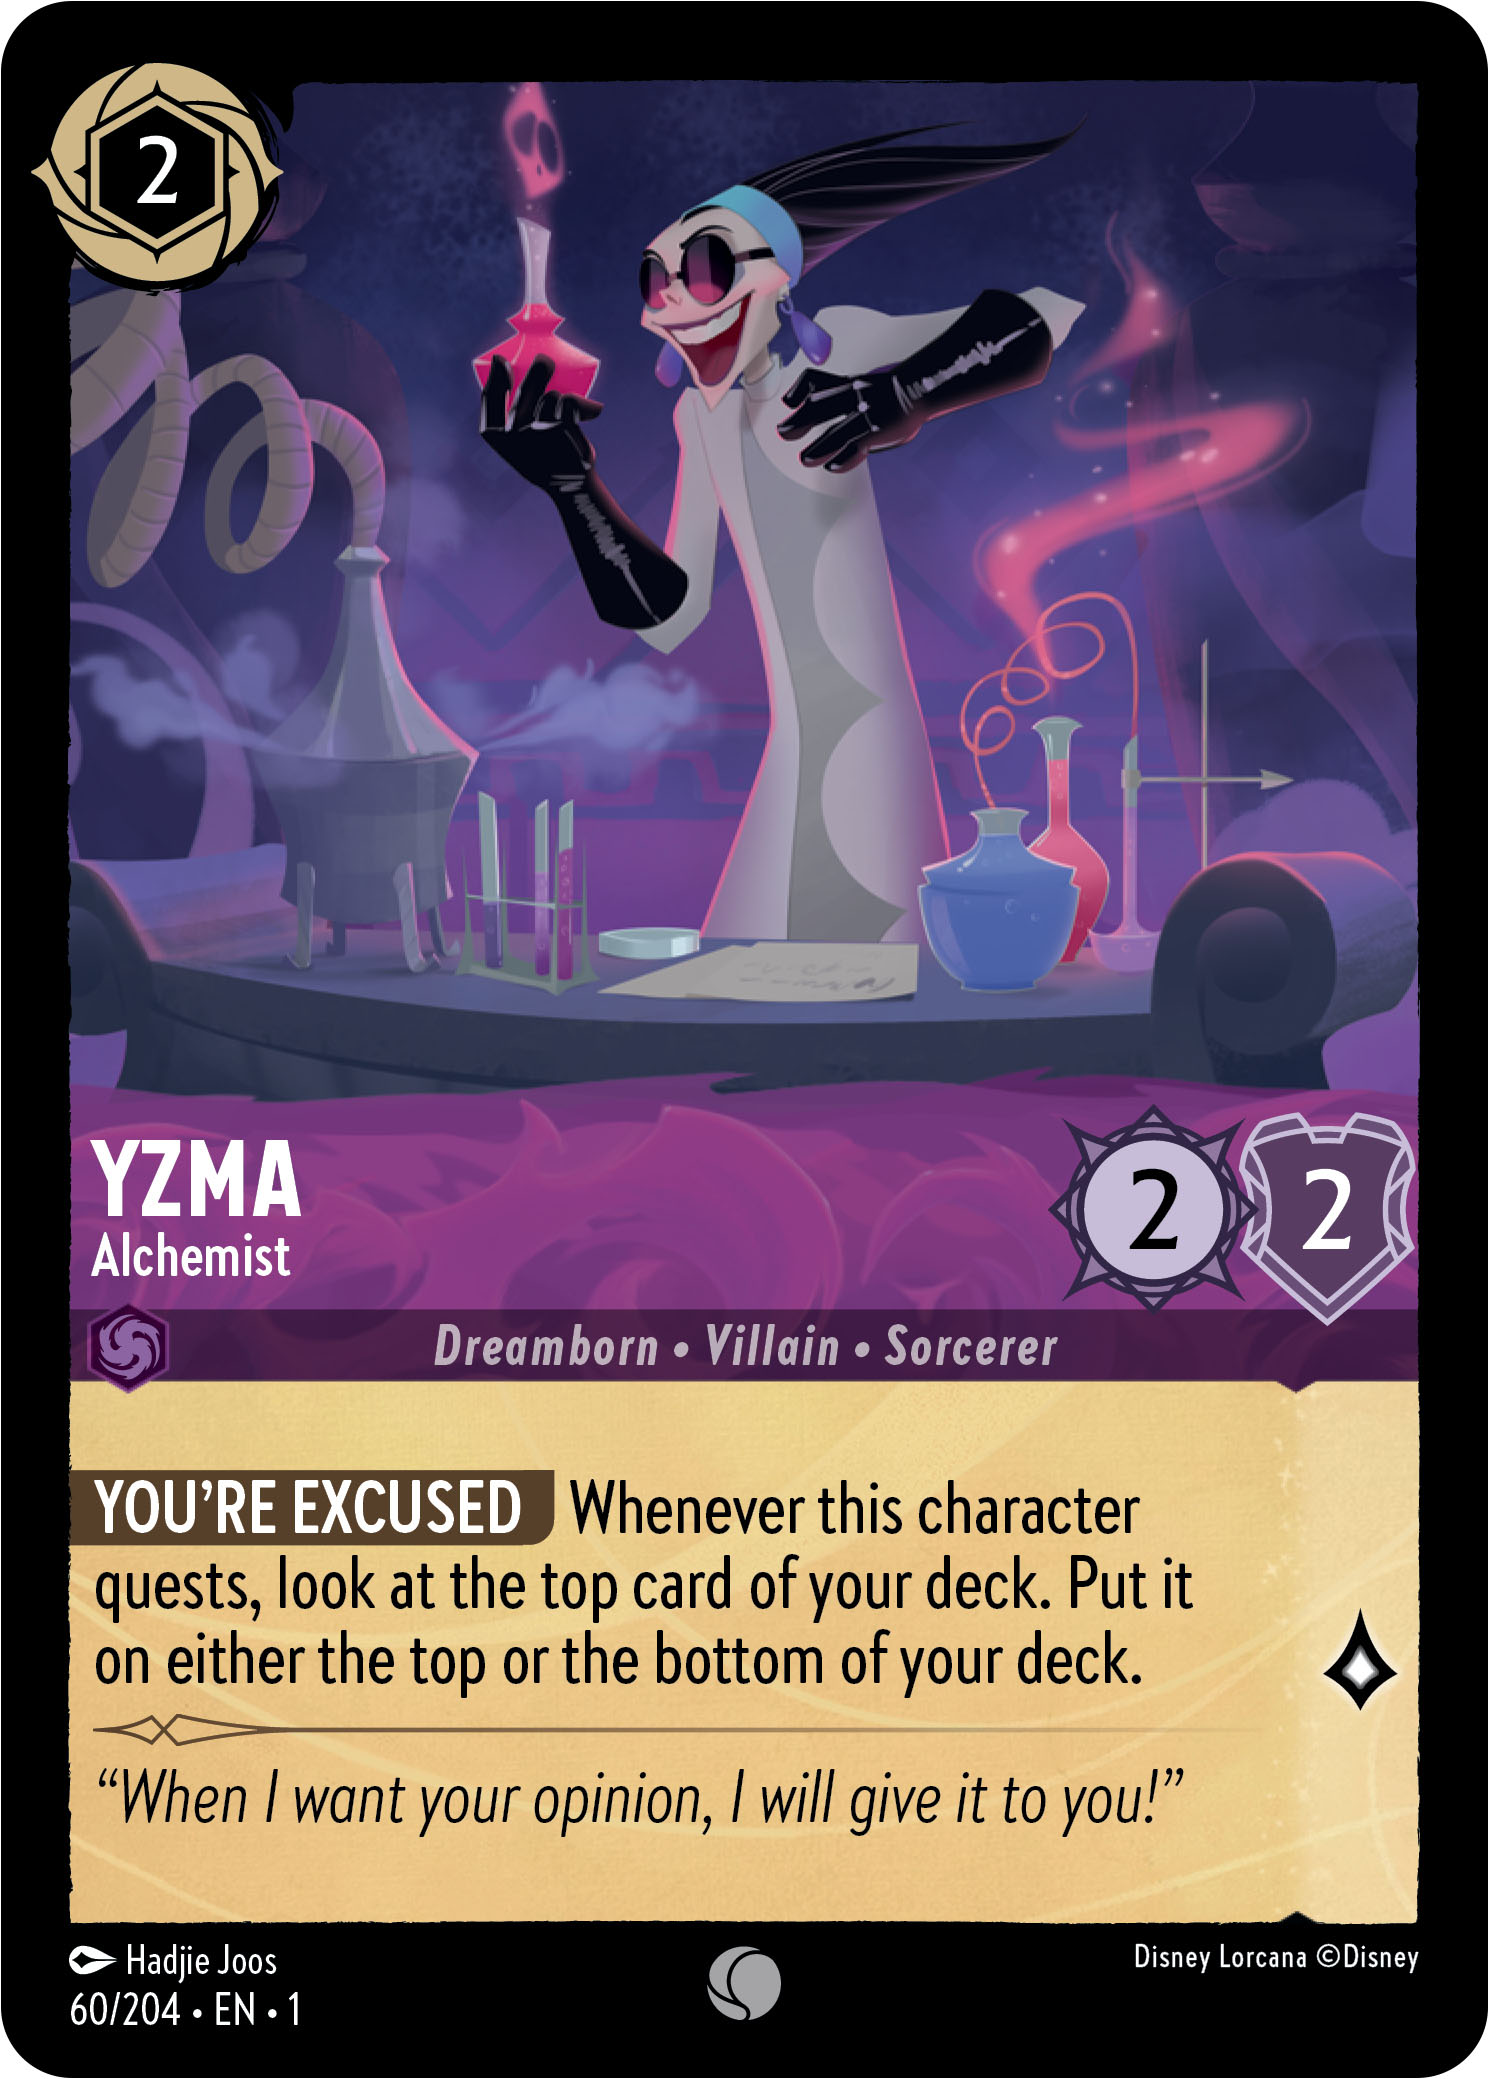 2
YZMA
Alchemist
2 2
Dreamborn • Villain • Sorcerer
YOU’RE EXCUSED Whenever this character
quests, look at the top card of your deck. Put it
on either the top or the bottom of your deck.
“When I want your opinion, I will give it to you!”
Hadjie Joos
Disney Lorcana ©Disney
60/204 • EN • 1